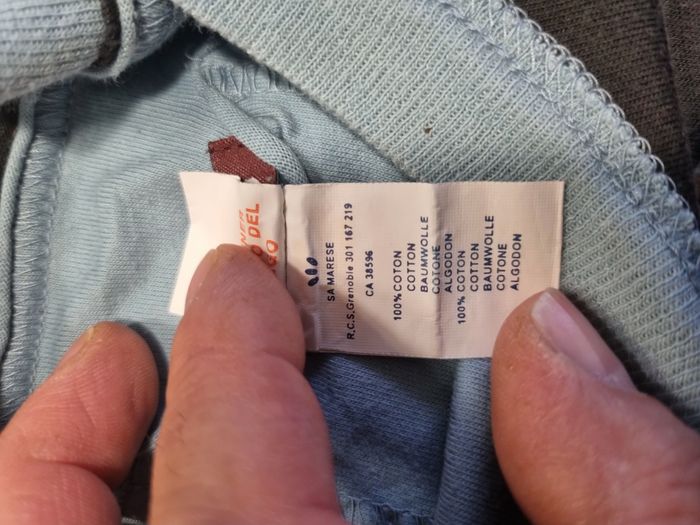 DEL
SA MARESE
R.C.S. Grenoble 301 167 219
CA 38596
100% COTON
COTTON
BAUMWOLLE
COTONE
ALGODON
100% COTON
COTTON
BAUMWOLLE
COTONE
ALGODON